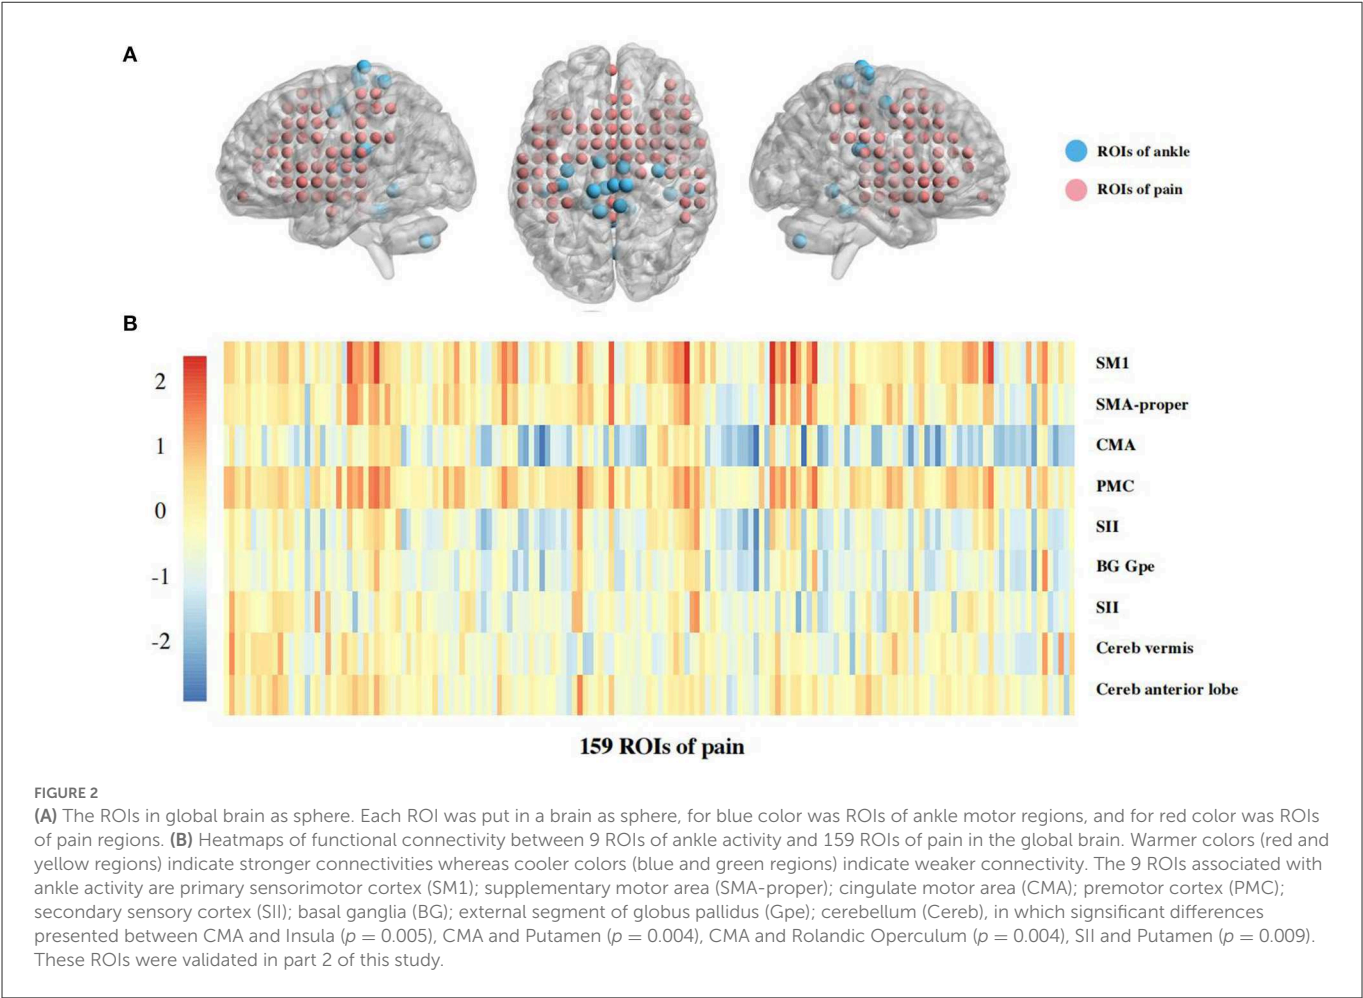 A
ROIs of ankle
ROIs of pain
B
2
1
0
-1
-2
SM1
SMA-proper
CMA
PMC
SII
BG Gpe
SII
Cereb vermis
Cereb anterior lobe
159 ROIs of pain
FIGURE 2
(A) The ROIs in global brain as sphere. Each ROI was put in a brain as sphere, for blue color was ROIs of ankle motor regions, and for red color was ROIs
of pain regions. (B) Heatmaps of functional connectivity between 9 ROIs of ankle activity and 159 ROIs of pain in the global brain. Warmer colors (red and
yellow regions) indicate stronger connectivities whereas cooler colors (blue and green regions) indicate weaker connectivity. The 9 ROIs associated with
ankle activity are primary sensorimotor cortex (SM1); supplementary motor area (SMA-proper); cingulate motor area (CMA); premotor cortex (PMC);
secondary sensory cortex (SII); basal ganglia (BG); external segment of globus pallidus (Gpe); cerebellum (Cereb), in which signsificant differences
presented between CMA and Insula (p = 0.005), CMA and Putamen (p = 0.004), CMA and Rolandic Operculum (p = 0.004), SII and Putamen (p = 0.009).
These ROIs were validated in part 2 of this study.